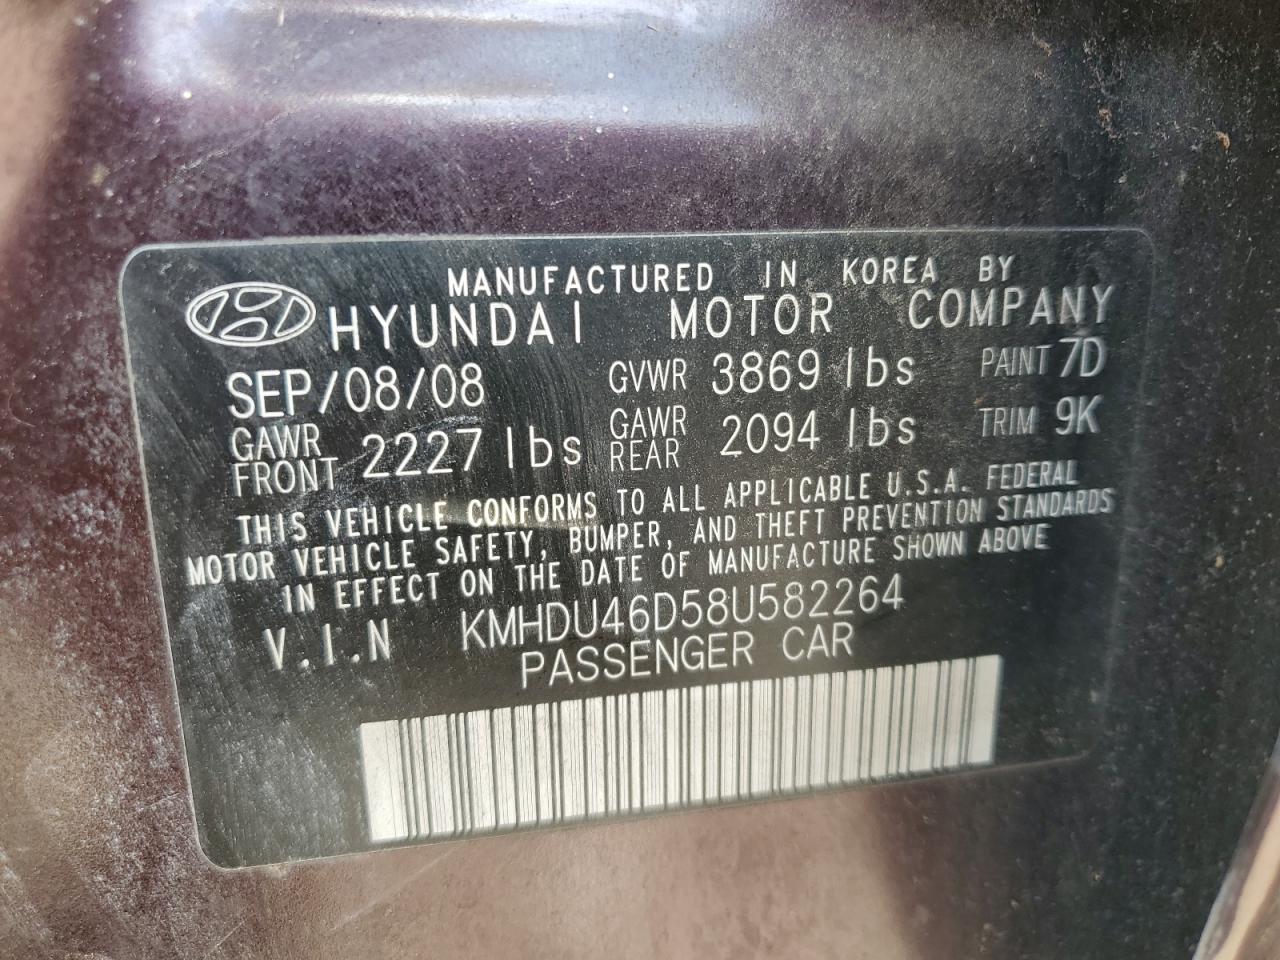 MANUFACTURED IN KOREA BY
HYUNDAI MOTOR COMPANY
SEP/08/08 GVWR 3869 lbs PAINT 7D
GAWR FRONT 2227 lbs GAWR REAR 2094 lbs TRIM 9K
THIS VEHICLE CONFORMS TO ALL APPLICABLE U.S.A. FEDERAL
MOTOR VEHICLE SAFETY, BUMPER, AND THEFT PREVENTION STANDARDS
IN EFFECT ON THE DATE OF MANUFACTURE SHOWN ABOVE
V.I.N KMHDU46D58U582264
PASSENGER CAR